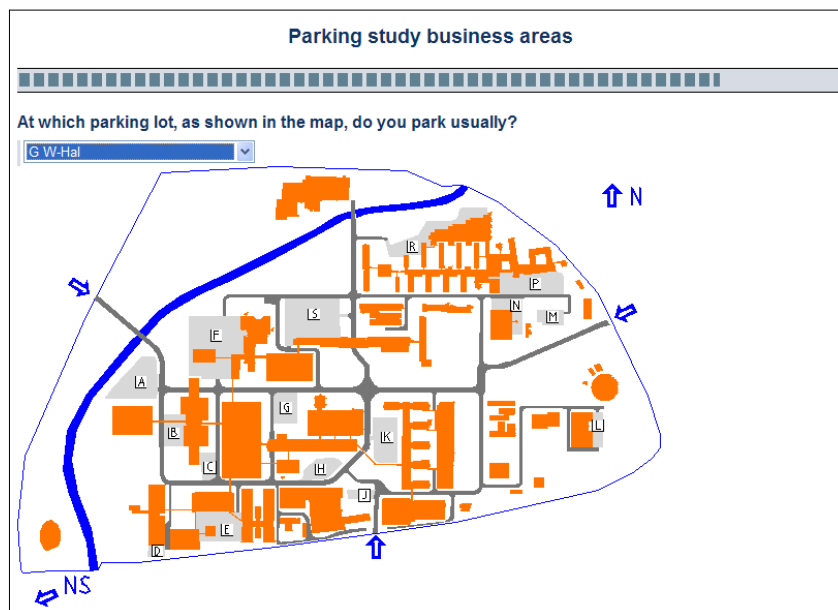 Parking study business areas
At which parking lot, as shown in the map, do you park usually?
G W-Hal
N
R
P
N
M
S
F
A
G
B
K
L
C
H
J
E
D
NS